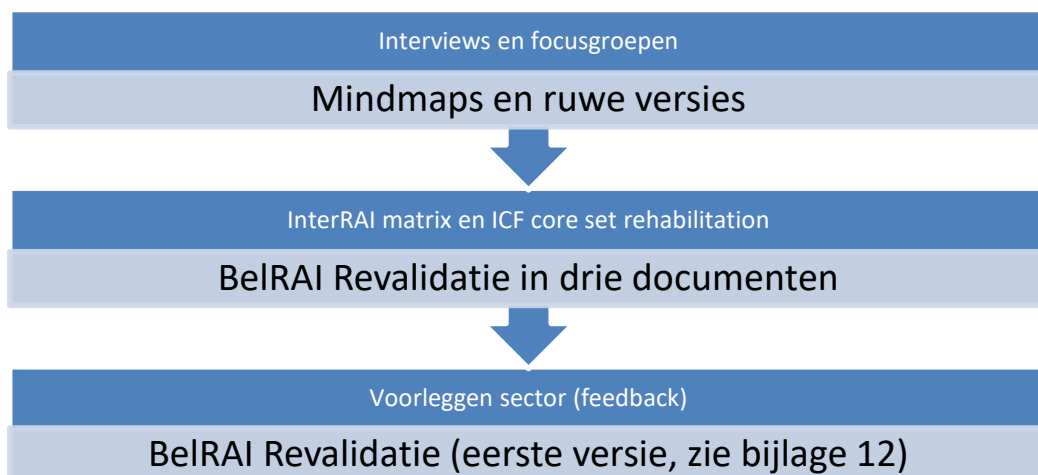 Interviews en focusgroepen
Mindmaps en ruwe versies
InterRAI matrix en ICF core set rehabilitation
BelRAI Revalidatie in drie documenten
Voorleggen sector (feedback)
BelRAI Revalidatie (eerste versie, zie bijlage 12)